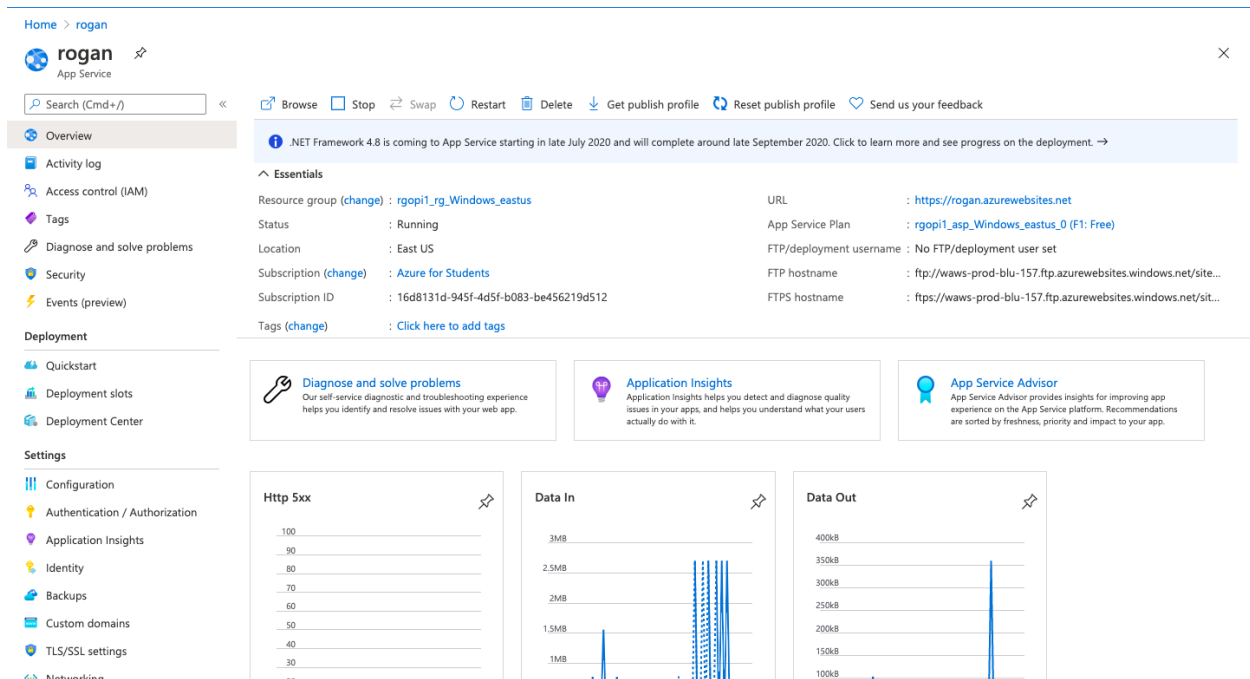 Home > rogan
rogan
App Service
Search (Cmd+/)
«
Browse Stop Swap Restart Delete Get publish profile Reset publish profile Send us your feedback
.NET Framework 4.8 is coming to App Service starting in late July 2020 and will complete around late September 2020. Click to learn more and see progress on the deployment. →
Overview
Activity log
Access control (IAM)
Tags
Diagnose and solve problems
Security
Events (preview)
Deployment
Quickstart
Deployment slots
Deployment Center
Settings
Configuration
Authentication / Authorization
Application Insights
Identity
Backups
Custom domains
TLS/SSL settings
Networking
Essentials
Resource group (change) : rgopi1_rg_Windows_eastus
Status : Running
Location : East US
Subscription (change) : Azure for Students
Subscription ID : 16d8131d-945f-4d5f-b083-be456219d512
Tags (change) : Click here to add tags
URL : https://rogan.azurewebsites.net
App Service Plan : rgopi1_asp_Windows_eastus_0 (F1: Free)
FTP/deployment username : No FTP/deployment user set
FTP hostname : ftp://waws-prod-blu-157.ftp.azurewebsites.windows.net/site...
FTPS hostname : ftps://waws-prod-blu-157.ftp.azurewebsites.windows.net/sit...
Diagnose and solve problems
Our self-service diagnostic and troubleshooting experience
helps you identify and resolve issues with your web app.
Application Insights
Application Insights helps you detect and diagnose quality
issues in your apps, and helps you understand what your users
actually do with it.
App Service Advisor
App Service Advisor provides insights for improving app
experience on the App Service platform. Recommendations
are sorted by freshness, priority and impact to your app.
Http 5xx
100
90
80
70
60
50
40
30
Data In
3MB
2.5MB
2MB
1.5MB
1MB
Data Out
400kB
350kB
300kB
250kB
200kB
150kB
100kB